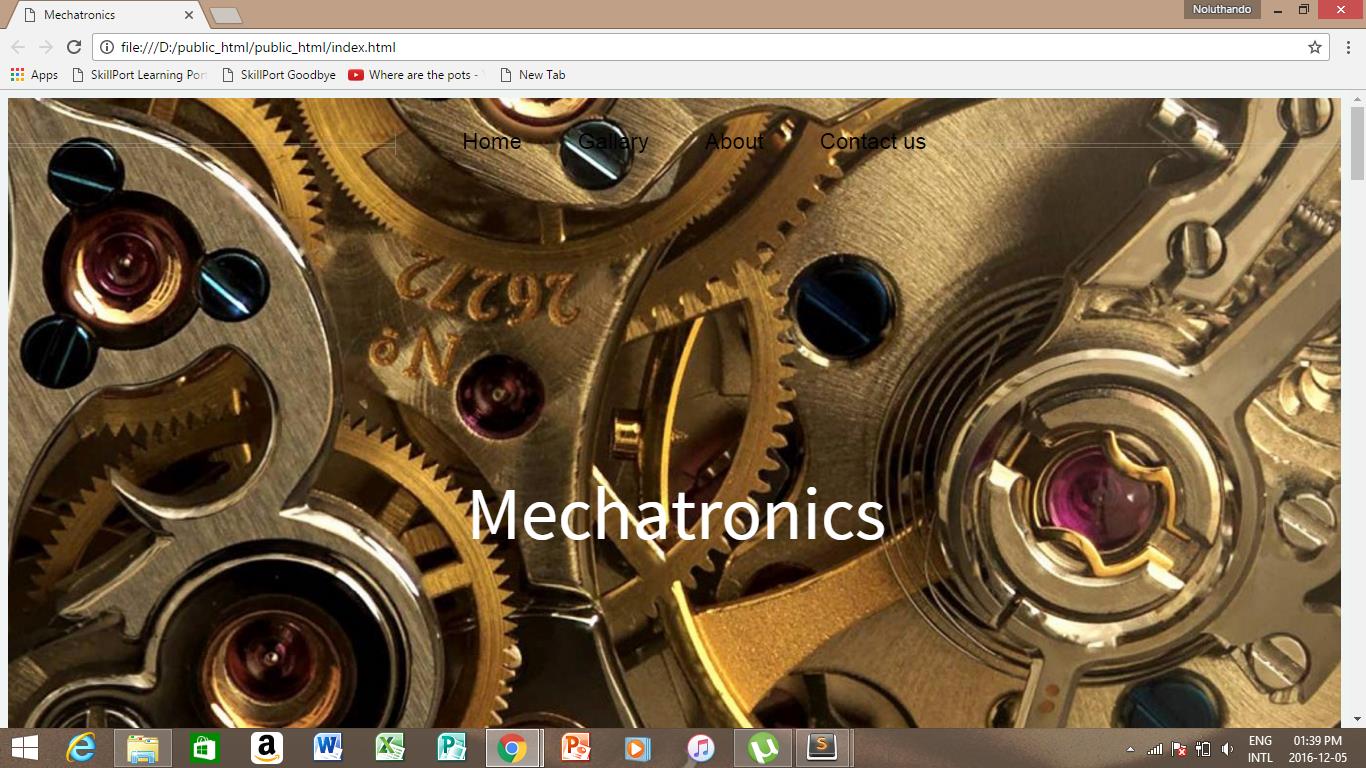 Mechatronics
Noluthando
file:///D:/public_html/public_html/index.html
Apps SkillPort Learning Por SkillPort Goodbye Where are the pots - New Tab
Home Gallary About Contact us
26272
Nº
Mechatronics
ENG 01:39 PM
INTL 2016-12-05